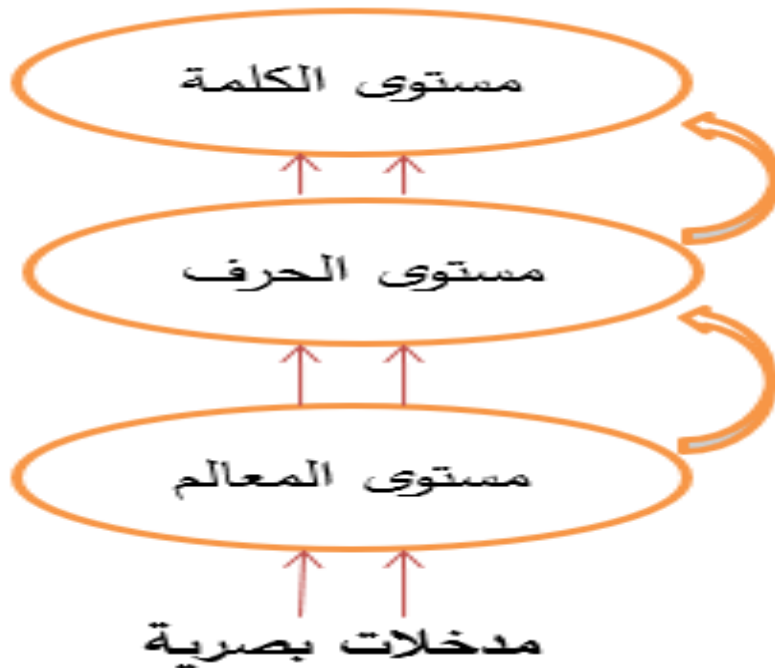 مستوى الكلمة
مستوى الحرف
مستوى المعالم
مدخلات بصرية